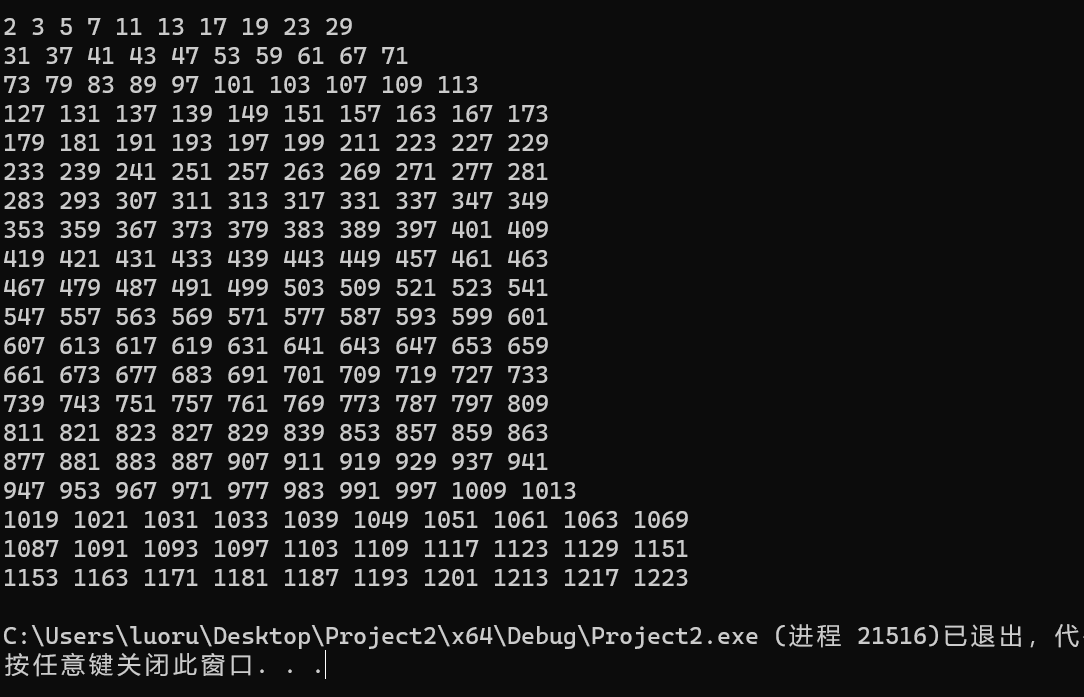 2 3 5 7 11 13 17 19 23 29
31 37 41 43 47 53 59 61 67 71
73 79 83 89 97 101 103 107 109 113
127 131 137 139 149 151 157 163 167 173
179 181 191 193 197 199 211 223 227 229
233 239 241 251 257 263 269 271 277 281
283 293 307 311 313 317 331 337 347 349
353 359 367 373 379 383 389 397 401 409
419 421 431 433 439 443 449 457 461 463
467 479 487 491 499 503 509 521 523 541
547 557 563 569 571 577 587 593 599 601
607 613 617 619 631 641 643 647 653 659
661 673 677 683 691 701 709 719 727 733
739 743 751 757 761 769 773 787 797 809
811 821 823 827 829 839 853 857 859 863
877 881 883 887 907 911 919 929 937 941
947 953 967 971 977 983 991 997 1009 1013
1019 1021 1031 1033 1039 1049 1051 1061 1063 1069
1087 1091 1093 1097 1103 1109 1117 1123 1129 1151
1153 1163 1171 1181 1187 1193 1201 1213 1217 1223
C:\Users\luoru\Desktop\Project2\x64\Debug\Project2.exe (进程 21516)已退出，代
按任意键关闭此窗口. . .